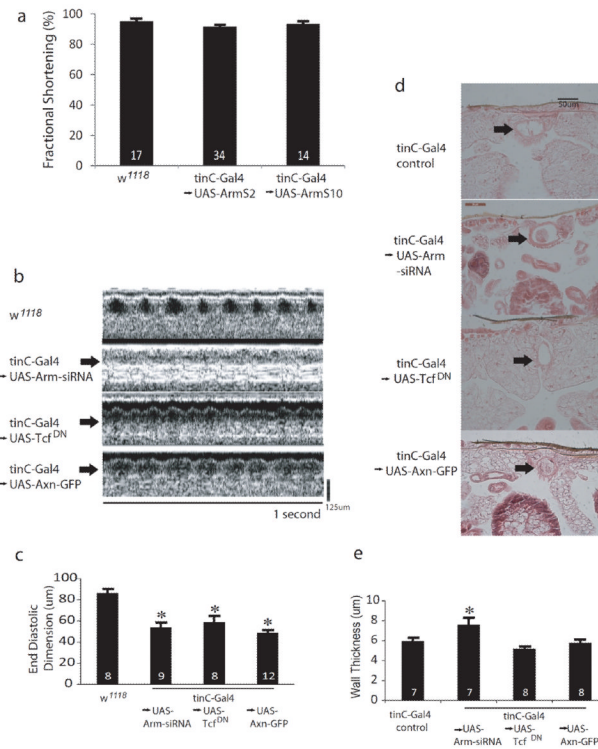 a
Fractional Shortening (%)
100
80
60
40
20
0
17
34
14
w1118
tinC-Gal4
➞UAS-ArmS2
tinC-Gal4
➞UAS-ArmS10
b
w1118
tinC-Gal4
➞UAS-Arm-siRNA
tinC-Gal4
➞UAS-TcfDN
tinC-Gal4
➞UAS-Axn-GFP
125um
1 second
c
End Diastolic
Dimension (um)
100
80
60
40
20
0
8
9
8
12
*
*
*
w1118
tinC-Gal4
➞UAS-
Arm-siRNA
➞UAS-
TcfDN
➞UAS-
Axn-GFP
d
50um
tinC-Gal4
control
tinC-Gal4
➞UAS-Arm
-siRNA
tinC-Gal4
➞UAS-TcfDN
tinC-Gal4
➞UAS-Axn-GFP
e
Wall Thickness (um)
10
8
6
4
2
0
7
7
8
8
*
tinC-Gal4
control
tinC-Gal4
➞UAS-
Arm-siRNA
➞UAS-
TcfDN
➞UAS-
Axn-GFP